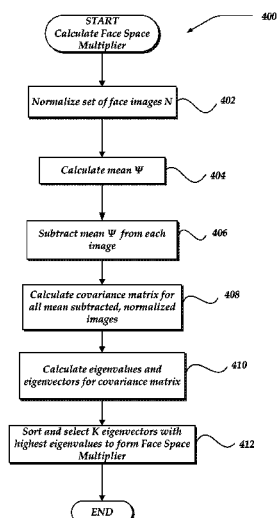 START
400
Calculate Face Space
Multiplier
Normalize set of face images N
402
Calculate mean Ψ
404
Subtract mean Ψ from each
image
406
Calculate covariance matrix for
all mean subtracted, normalized
images
408
Calculate eigenvalues and
eigenvectors for covariance matrix
410
Sort and select K eigenvectors with
highest eigenvalues to form Face Space
Multiplier
412
END